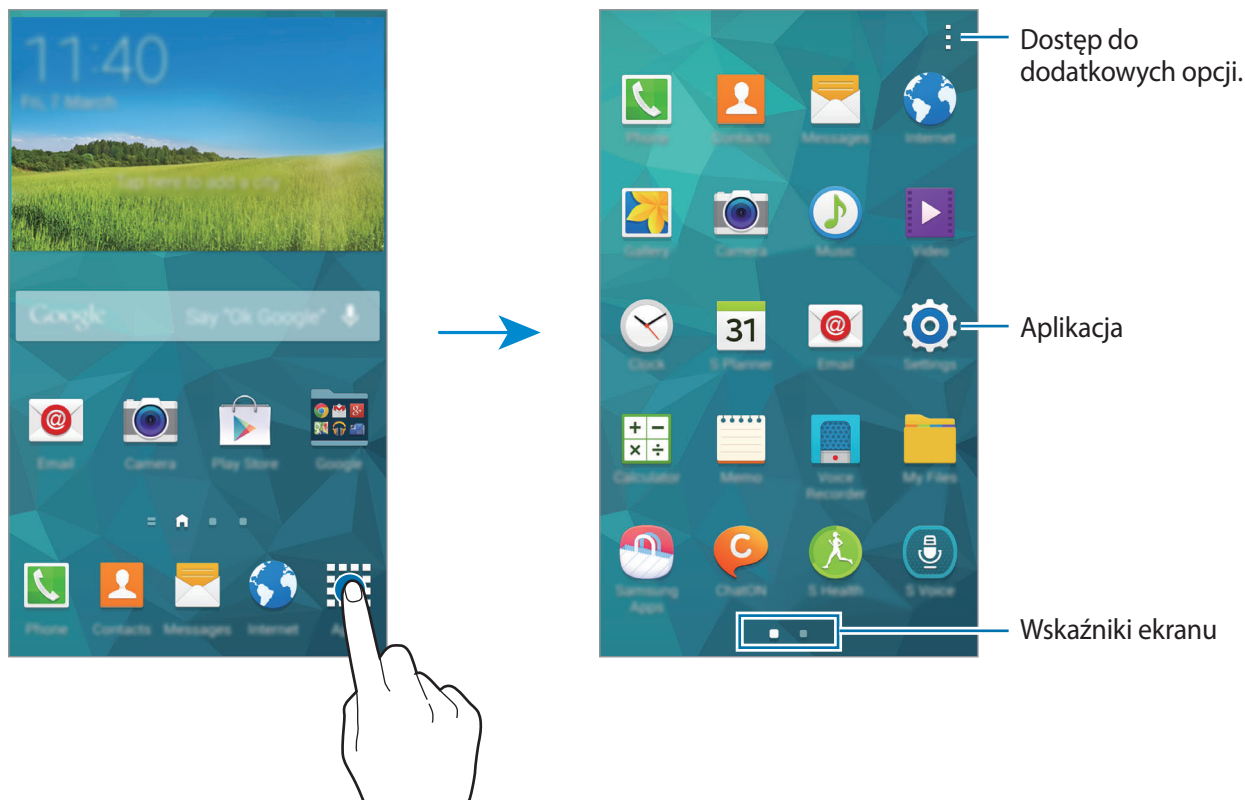 11:40
Fri, 7 March
Tap here to add a city
Google Say "Ok Google"
Email Camera Play Store Google
Phone Contacts Messages Internet
Dostęp do
dodatkowych opcji.
Phone Contacts Messages Internet
Gallery Camera Music Video
31
Clock S Planner Email Settings
Aplikacja
Calculator Memo Voice
Recorder My Files
Samsung
Apps ChatON S Health S Voice
Wskaźniki ekranu